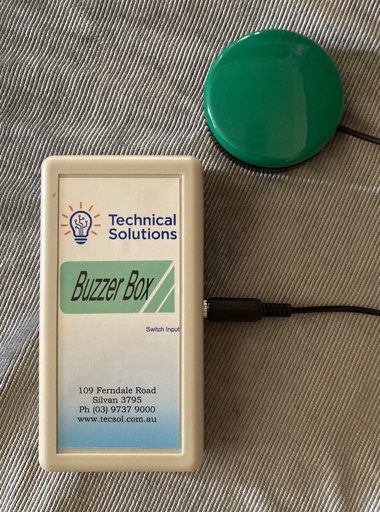 Technical
Solutions
Buzzer Box
Switch Input
109 Ferndale Road
Silvan 3795
Ph (03) 9737 9000
www.tecsol.com.au